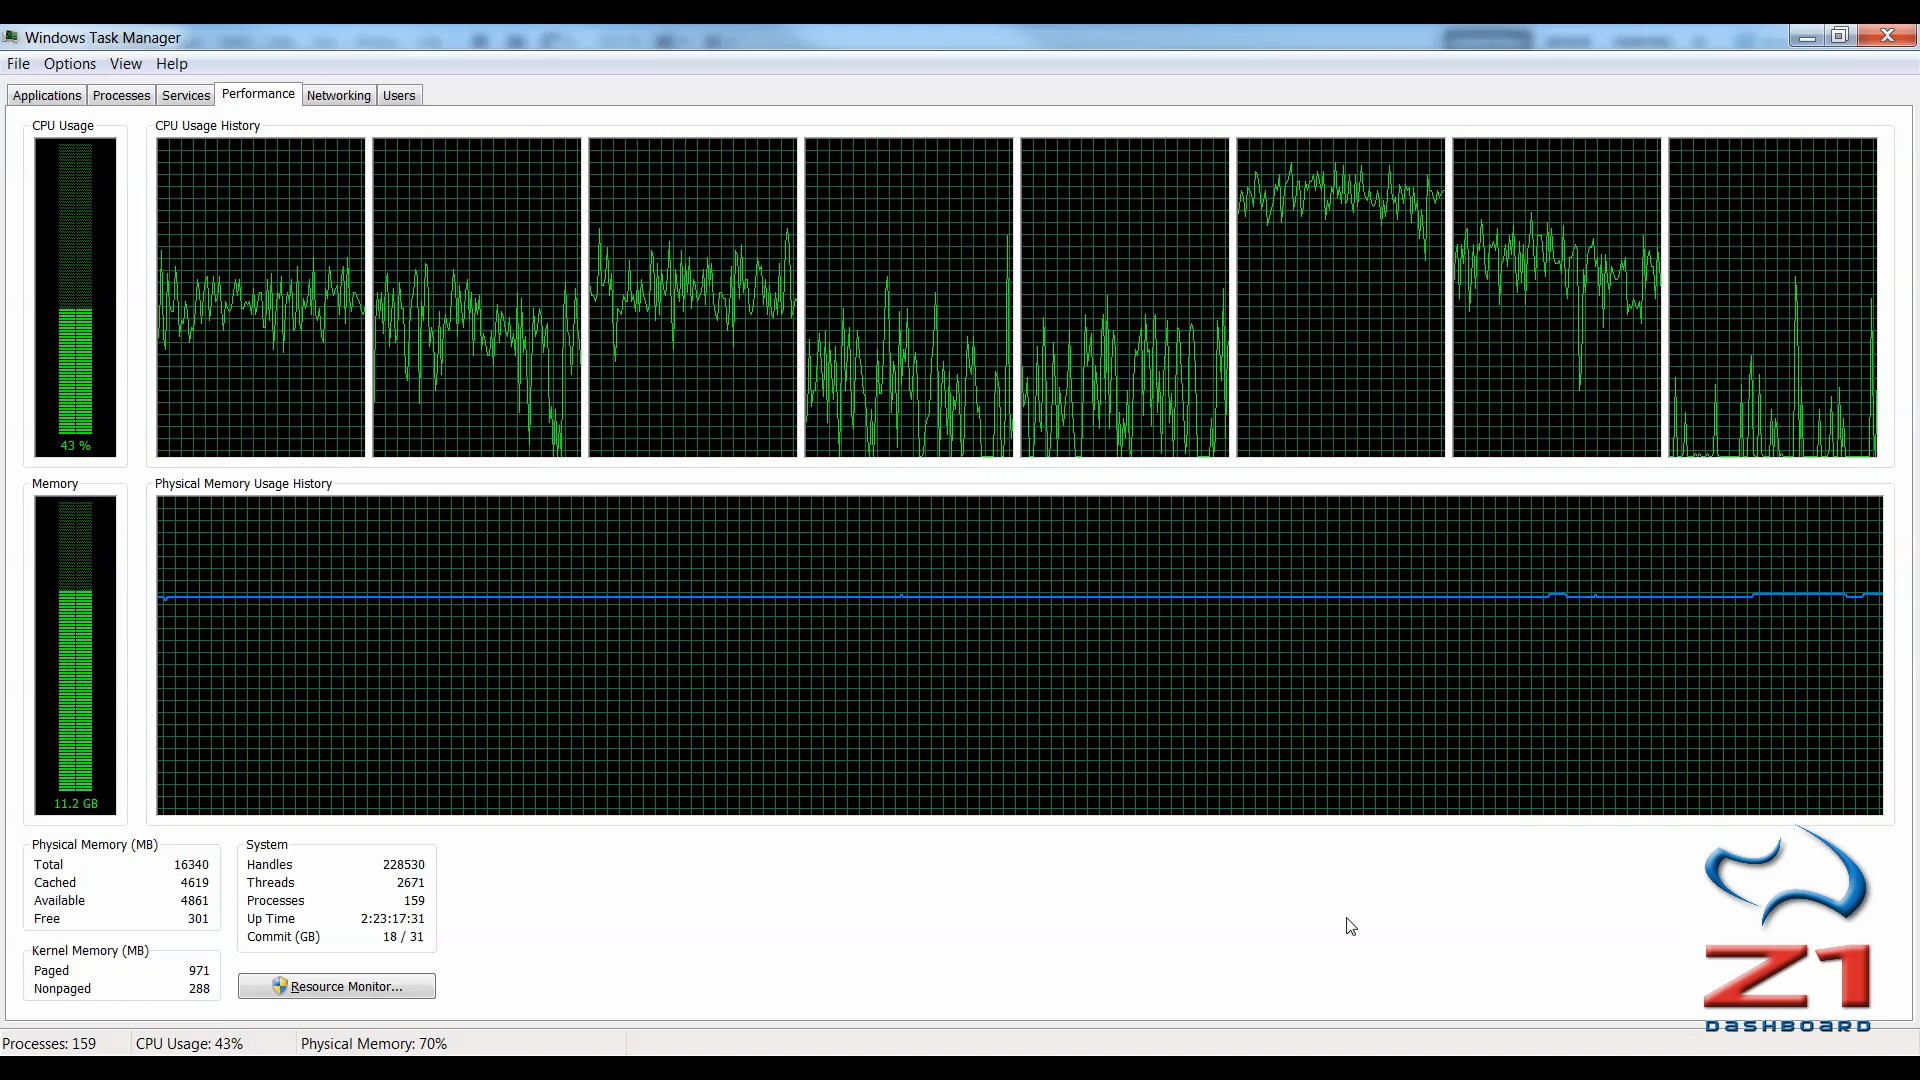 Windows Task Manager
File Options View Help
Applications Processes Services Performance Networking Users
CPU Usage
CPU Usage History
43 %
Memory
Physical Memory Usage History
11.2 GB
Physical Memory (MB)
Total 16340
Cached 4619
Available 4861
Free 301
Kernel Memory (MB)
Paged 971
Nonpaged 288
System
Handles 228530
Threads 2671
Processes 159
Up Time 2:23:17:31
Commit (GB) 18 / 31
Resource Monitor...
Z1
DASHBOARD
Processes: 159 CPU Usage: 43% Physical Memory: 70%